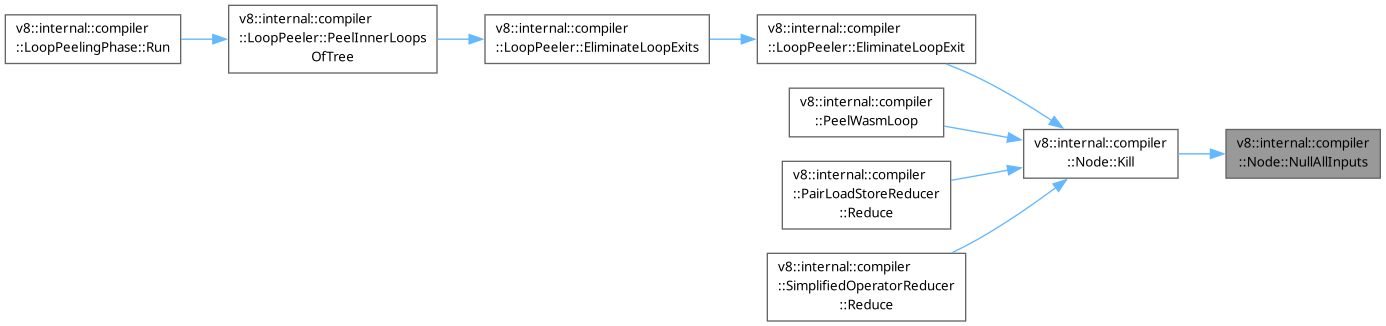 v8::internal::compiler
::LoopPeelingPhase::Run
v8::internal::compiler
::LoopPeeler::PeelInnerLoops
OfTree
v8::internal::compiler
::LoopPeeler::EliminateLoopExits
v8::internal::compiler
::LoopPeeler::EliminateLoopExit
v8::internal::compiler
::PeelWasmLoop
v8::internal::compiler
::PairLoadStoreReducer
::Reduce
v8::internal::compiler
::SimplifiedOperatorReducer
::Reduce
v8::internal::compiler
::Node::Kill
v8::internal::compiler
::Node::NullAllInputs